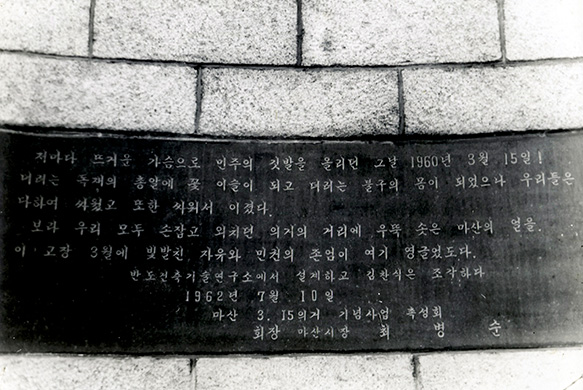 저마다 뜨거운 가슴으로 민주의 깃발을 올리던 그날 1960年 3月 15일!
더러는 독재의 총알에 꽃 이슬이 되고 더러는 불구의 몸이 되었으나 우리들은
다하여 싸웠고 또한 싸워서 이겼다.
보라 우리 모두 손잡고 외치던 의거의 거리에 우뚝 솟은 마산의 얼을.
이 고장 3월에 빛발친 자유와 민권의 존엄이 여기 영글었도다.
반도건축기술연구소에서 설계하고 김찬식은 조각하다
1962년 7月 10일
마산 3.15의거 기념사업 촉성회
회장 마산시장 최 병 순